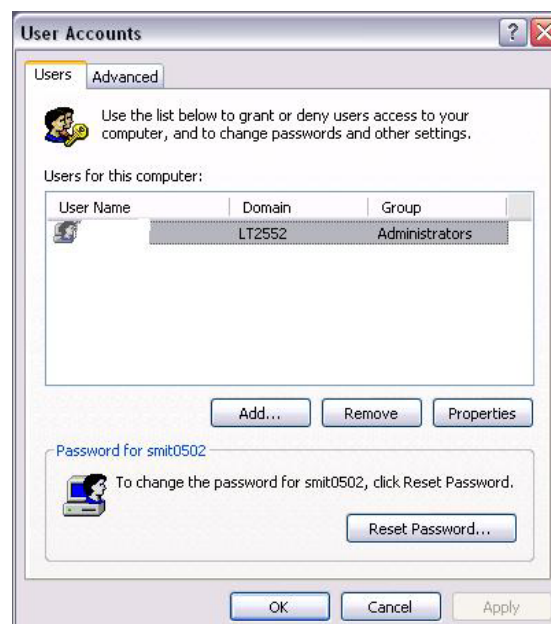 User Accounts
Users Advanced
Use the list below to grant or deny users access to your
computer, and to change passwords and other settings.
Users for this computer:
User Name Domain Group
LT2552 Administrators
Add... Remove Properties
Password for smit0502
To change the password for smit0502, click Reset Password.
Reset Password...
OK Cancel Apply